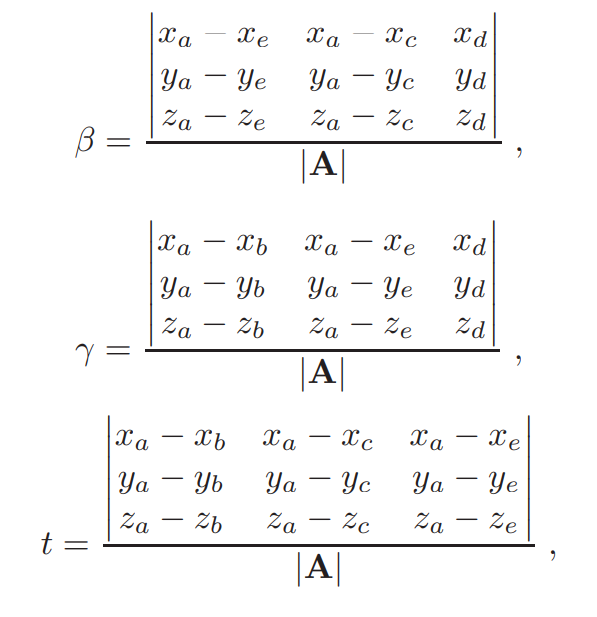 x_a − x_e   x_a − x_c   x_d
y_a − y_e   y_a − y_c   y_d
z_a − z_e   z_a − z_c   z_d
β = ,
|A|
x_a − x_b   x_a − x_e   x_d
y_a − y_b   y_a − y_e   y_d
z_a − z_b   z_a − z_e   z_d
γ = ,
|A|
x_a − x_b   x_a − x_c   x_a − x_e
y_a − y_b   y_a − y_c   y_a − y_e
z_a − z_b   z_a − z_c   z_a − z_e
t = ,
|A|